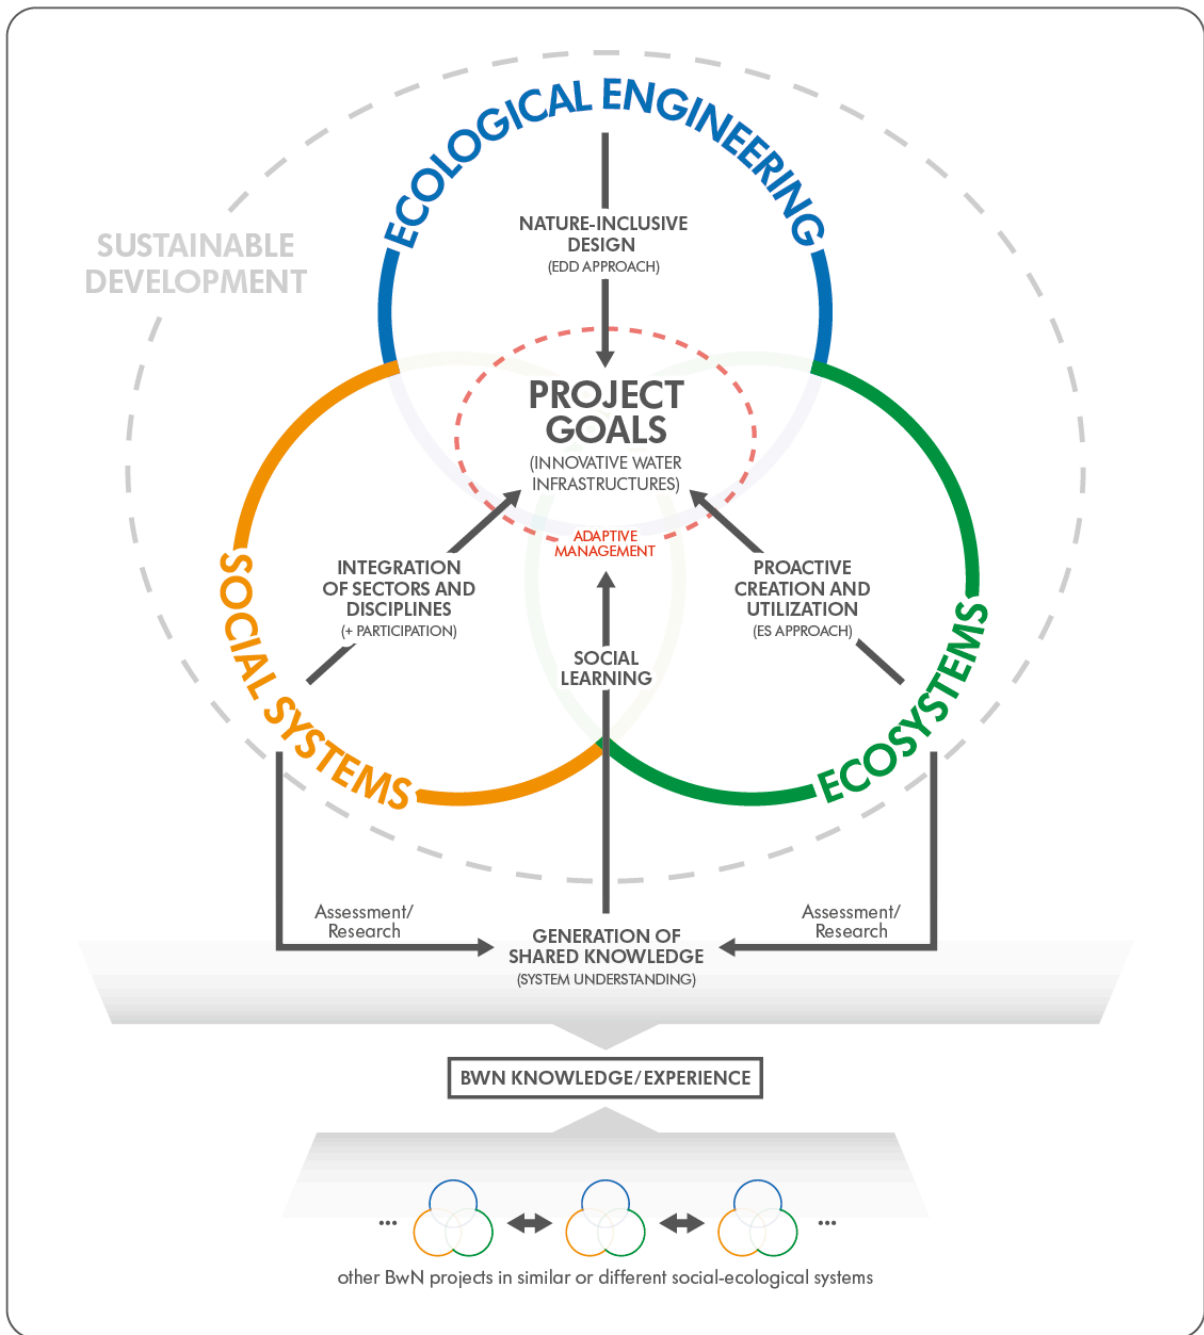 ECOLOGICAL ENGINEERING
SUSTAINABLE
DEVELOPMENT
NATURE-INCLUSIVE
DESIGN
(EDD APPROACH)
PROJECT
GOALS
(INNOVATIVE WATER
INFRASTRUCTURES)
ADAPTIVE
MANAGEMENT
INTEGRATION
OF SECTORS AND
DISCIPLINES
(+ PARTICIPATION)
PROACTIVE
CREATION AND
UTILIZATION
(ES APPROACH)
SOCIAL
LEARNING
SOCIAL SYSTEMS
ECOSYSTEMS
Assessment/
Research
Assessment/
Research
GENERATION OF
SHARED KNOWLEDGE
(SYSTEM UNDERSTANDING)
BWN KNOWLEDGE/EXPERIENCE
... ...
other BwN projects in similar or different social-ecological systems